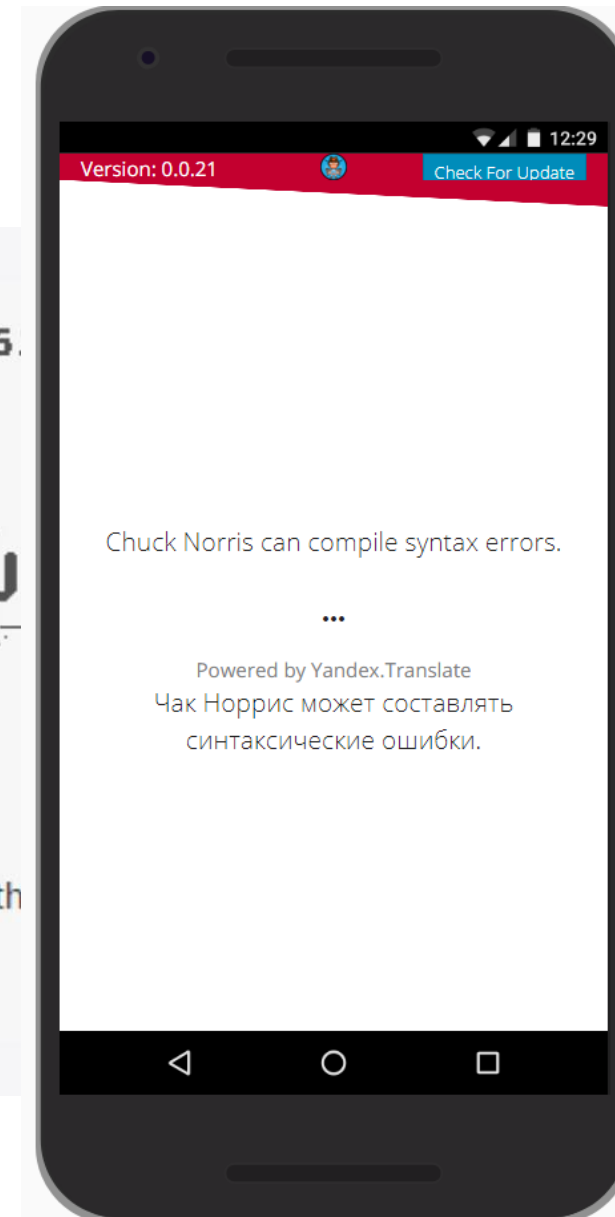 12:29
Version: 0.0.21
Check For Update
Chuck Norris can compile syntax errors.
...
Powered by Yandex.Translate
Чак Норрис может составлять
синтаксические ошибки.
th